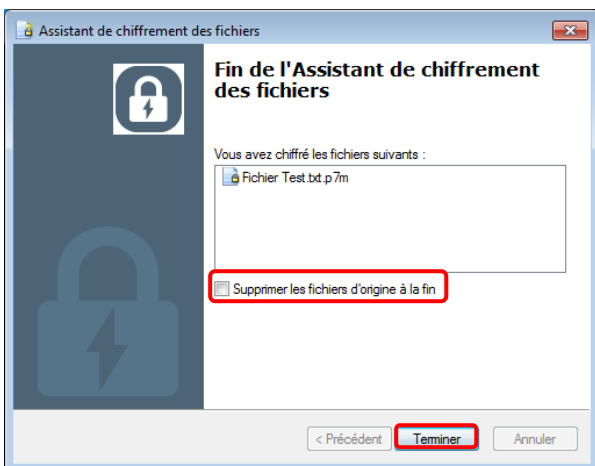 Assistant de chiffrement des fichiers
Fin de l'Assistant de chiffrement
des fichiers
Vous avez chiffré les fichiers suivants :
Fichier Test.txt.p7m
Supprimer les fichiers d'origine à la fin
< Précédent Terminer Annuler